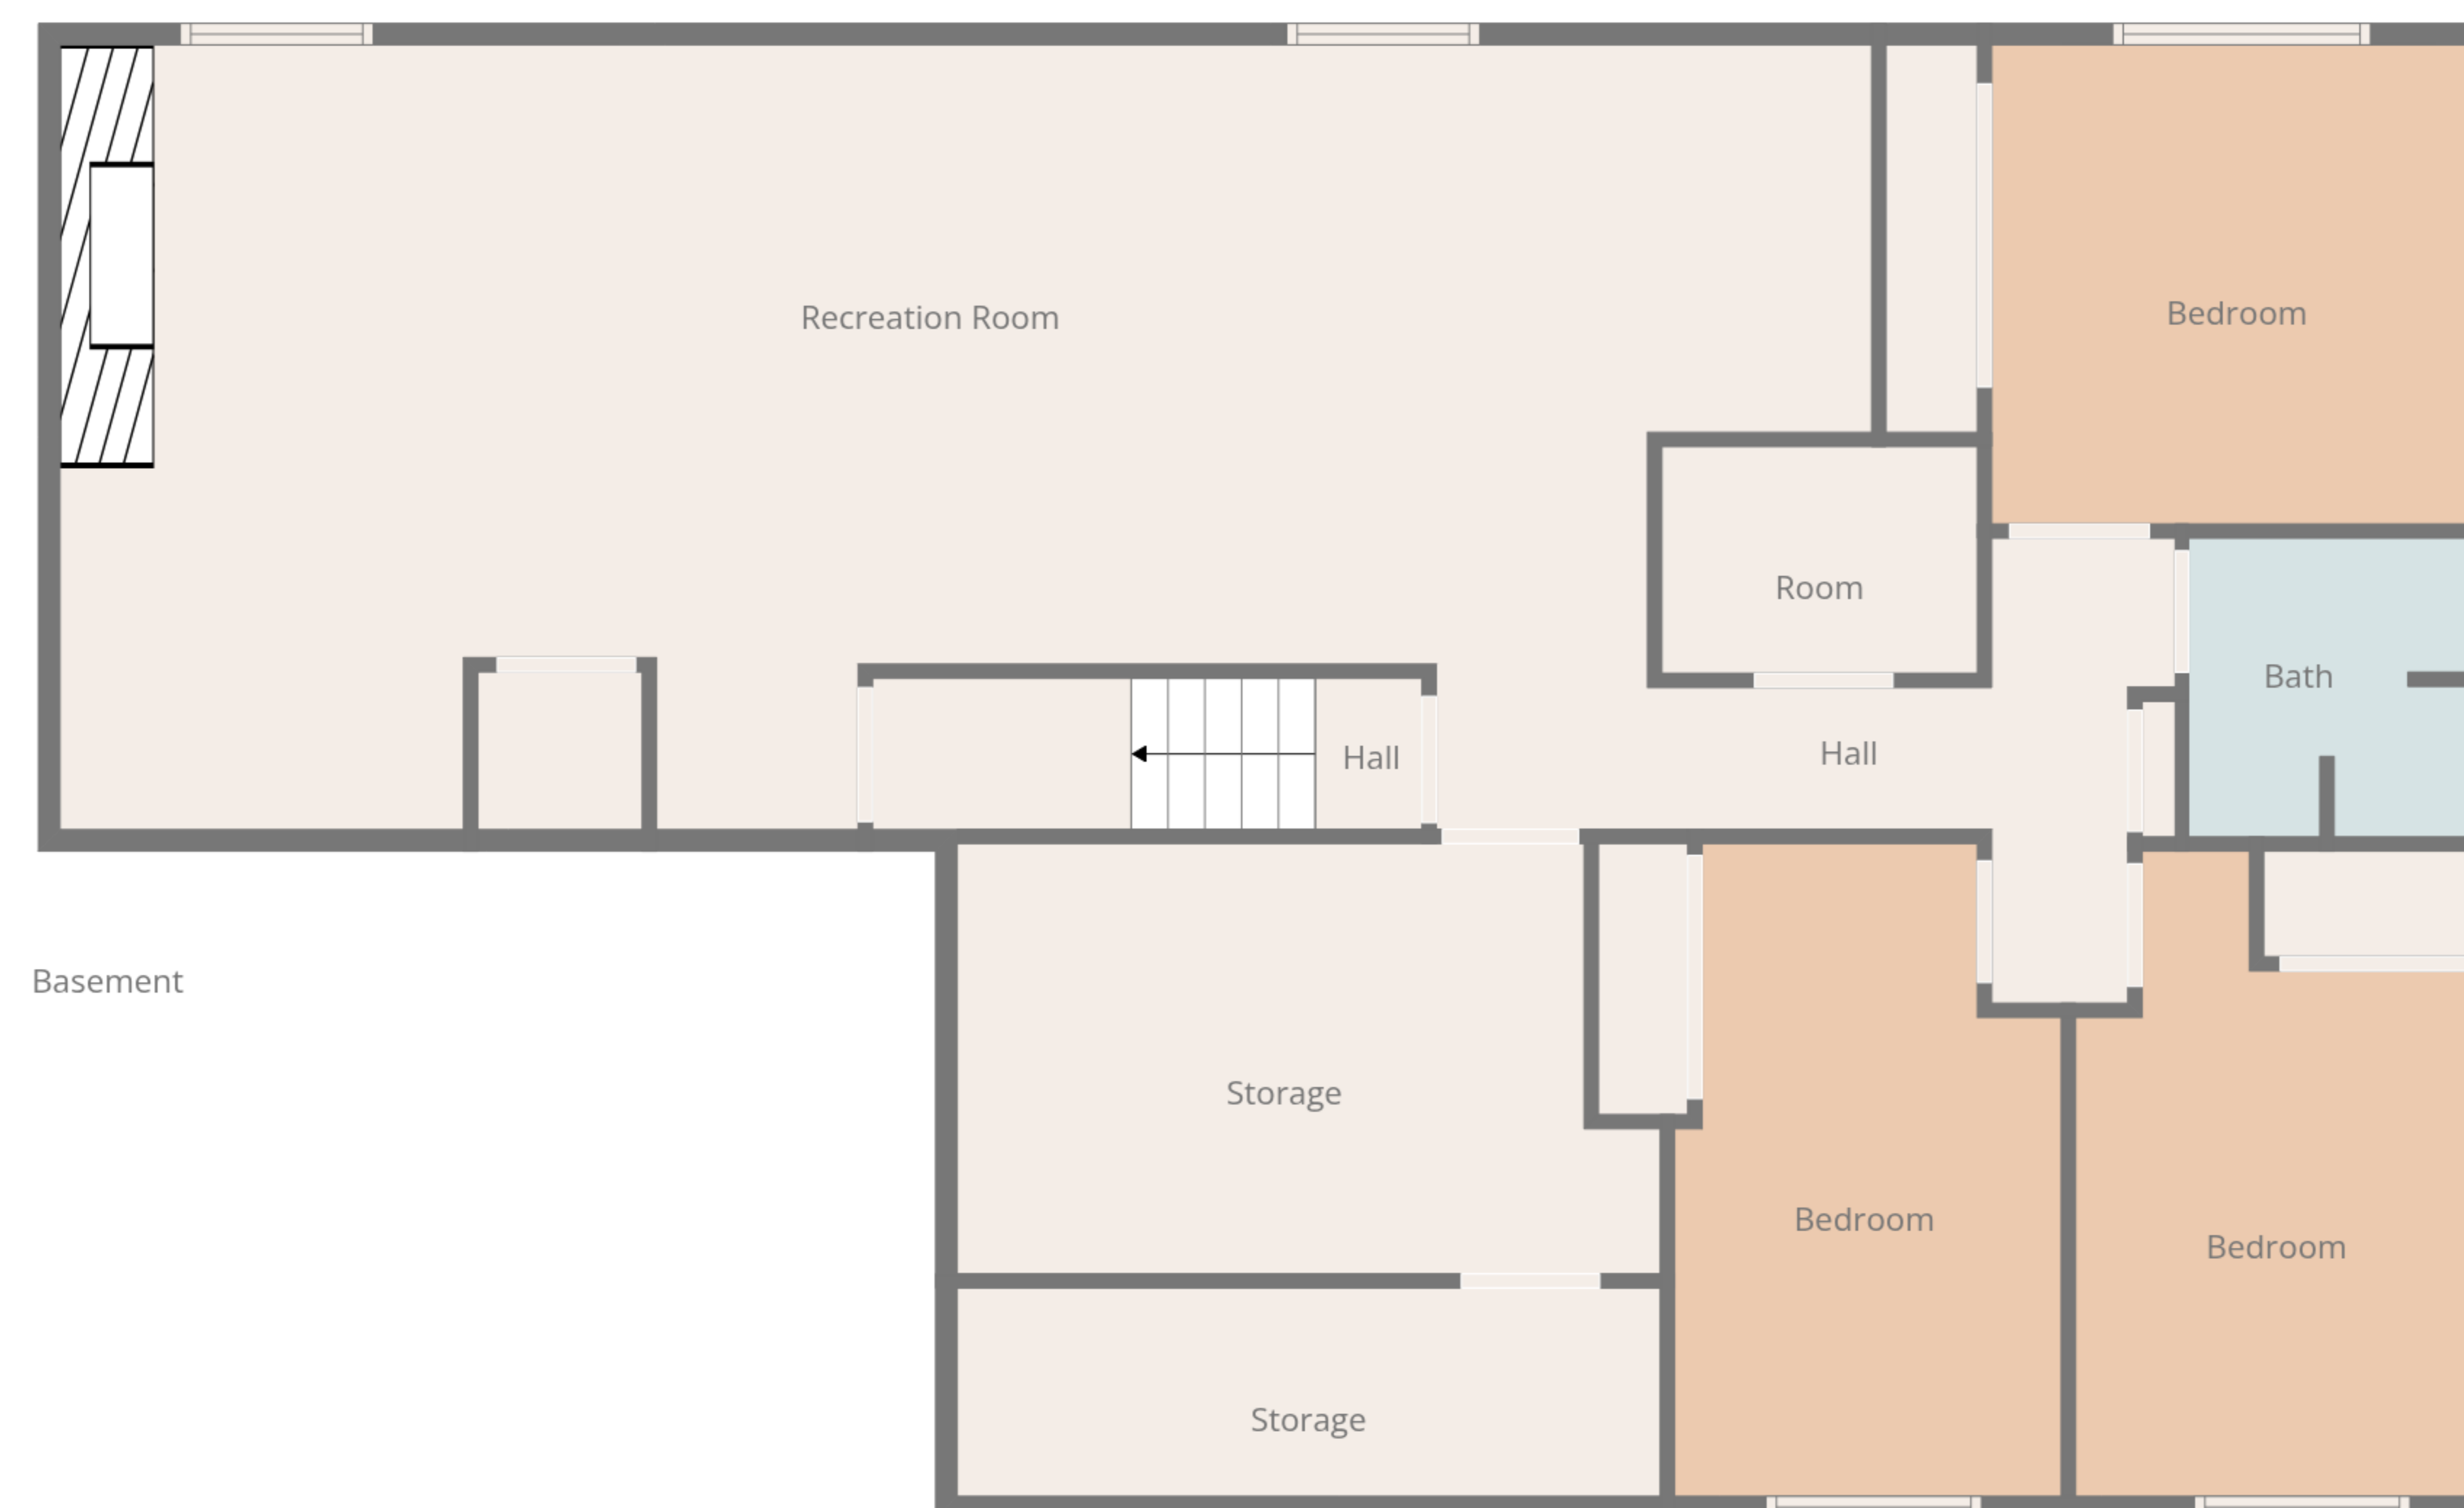 Recreation Room
Bedroom
Room
Bath
Hall
Hall
Basement
Storage
Bedroom
Bedroom
Storage